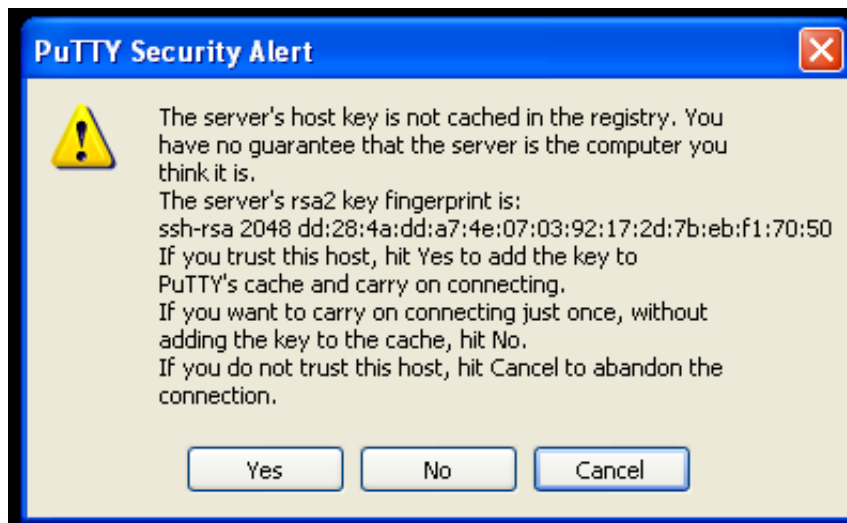 PuTTY Security Alert
The server's host key is not cached in the registry. You
have no guarantee that the server is the computer you
think it is.
The server's rsa2 key fingerprint is:
ssh-rsa 2048 dd:28:4a:dd:a7:4e:07:03:92:17:2d:7b:eb:f1:70:50
If you trust this host, hit Yes to add the key to
PuTTY's cache and carry on connecting.
If you want to carry on connecting just once, without
adding the key to the cache, hit No.
If you do not trust this host, hit Cancel to abandon the
connection.
Yes No Cancel